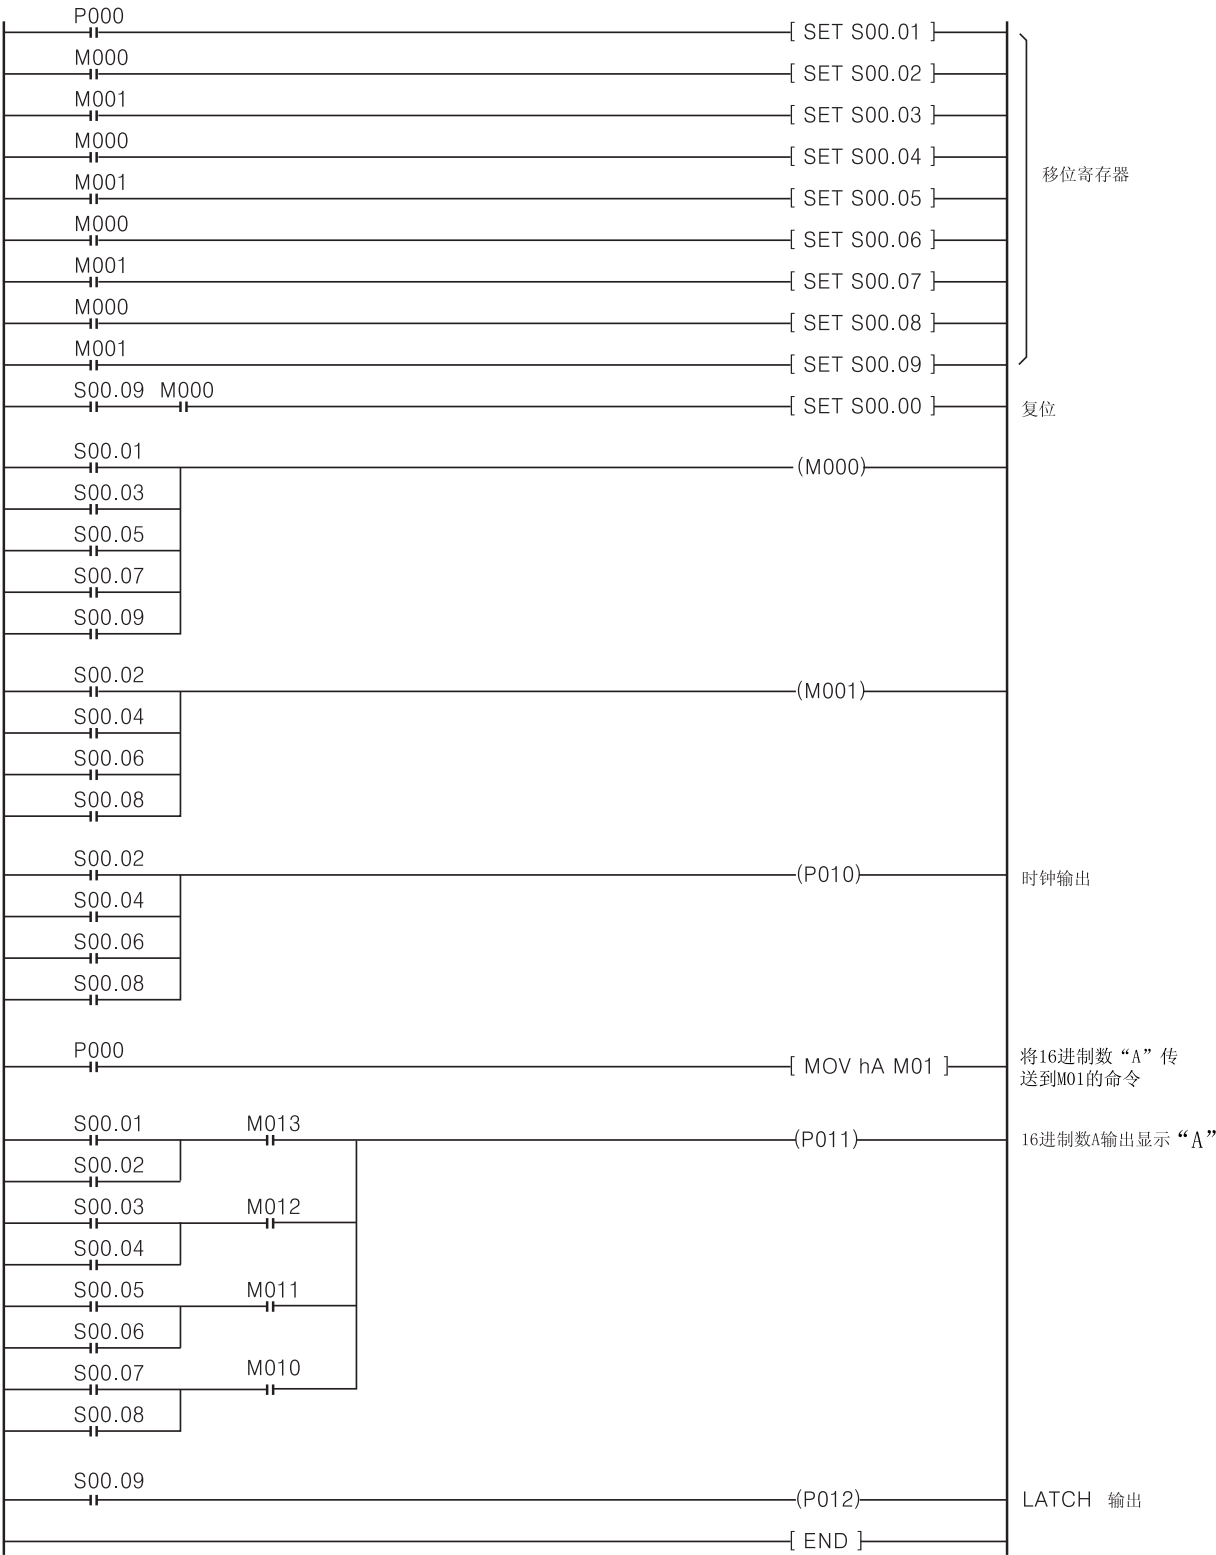 P000
[ SET S00.01 ]
M000
[ SET S00.02 ]
M001
[ SET S00.03 ]
M000
[ SET S00.04 ]
M001
[ SET S00.05 ]
移位寄存器
M000
[ SET S00.06 ]
M001
[ SET S00.07 ]
M000
[ SET S00.08 ]
M001
[ SET S00.09 ]
S00.09 M000
[ SET S00.00 ] 复位
S00.01
(M000)
S00.03
S00.05
S00.07
S00.09
S00.02
(M001)
S00.04
S00.06
S00.08
S00.02
(P010) 时钟输出
S00.04
S00.06
S00.08
P000
[ MOV hA M01 ]
将16进制数“A”传
送到M01的命令
S00.01 M013
(P011) 16进制数A输出显示“A”
S00.02
S00.03 M012
S00.04
S00.05 M011
S00.06
S00.07 M010
S00.08
S00.09
(P012) LATCH 输出
[ END ]